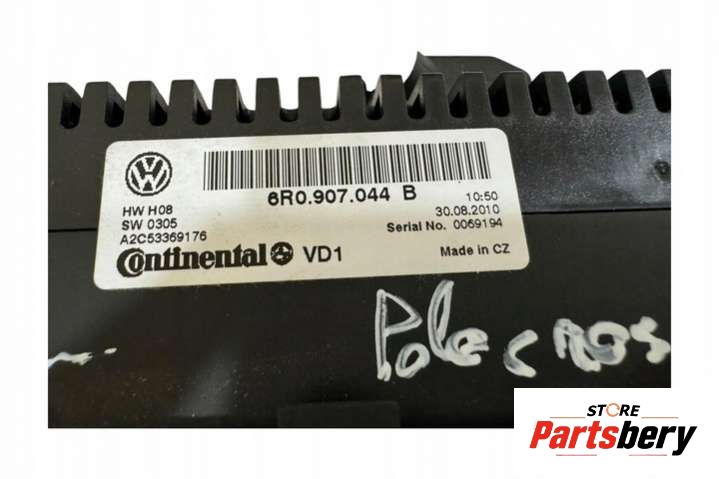 6R0.907.044 B
HW H08
SW 0305
A2C53369176
10:50
30.08.2010
Serial No. 0069194
Continental VD1
Made in CZ
Polo cros
STORE
Partsbery